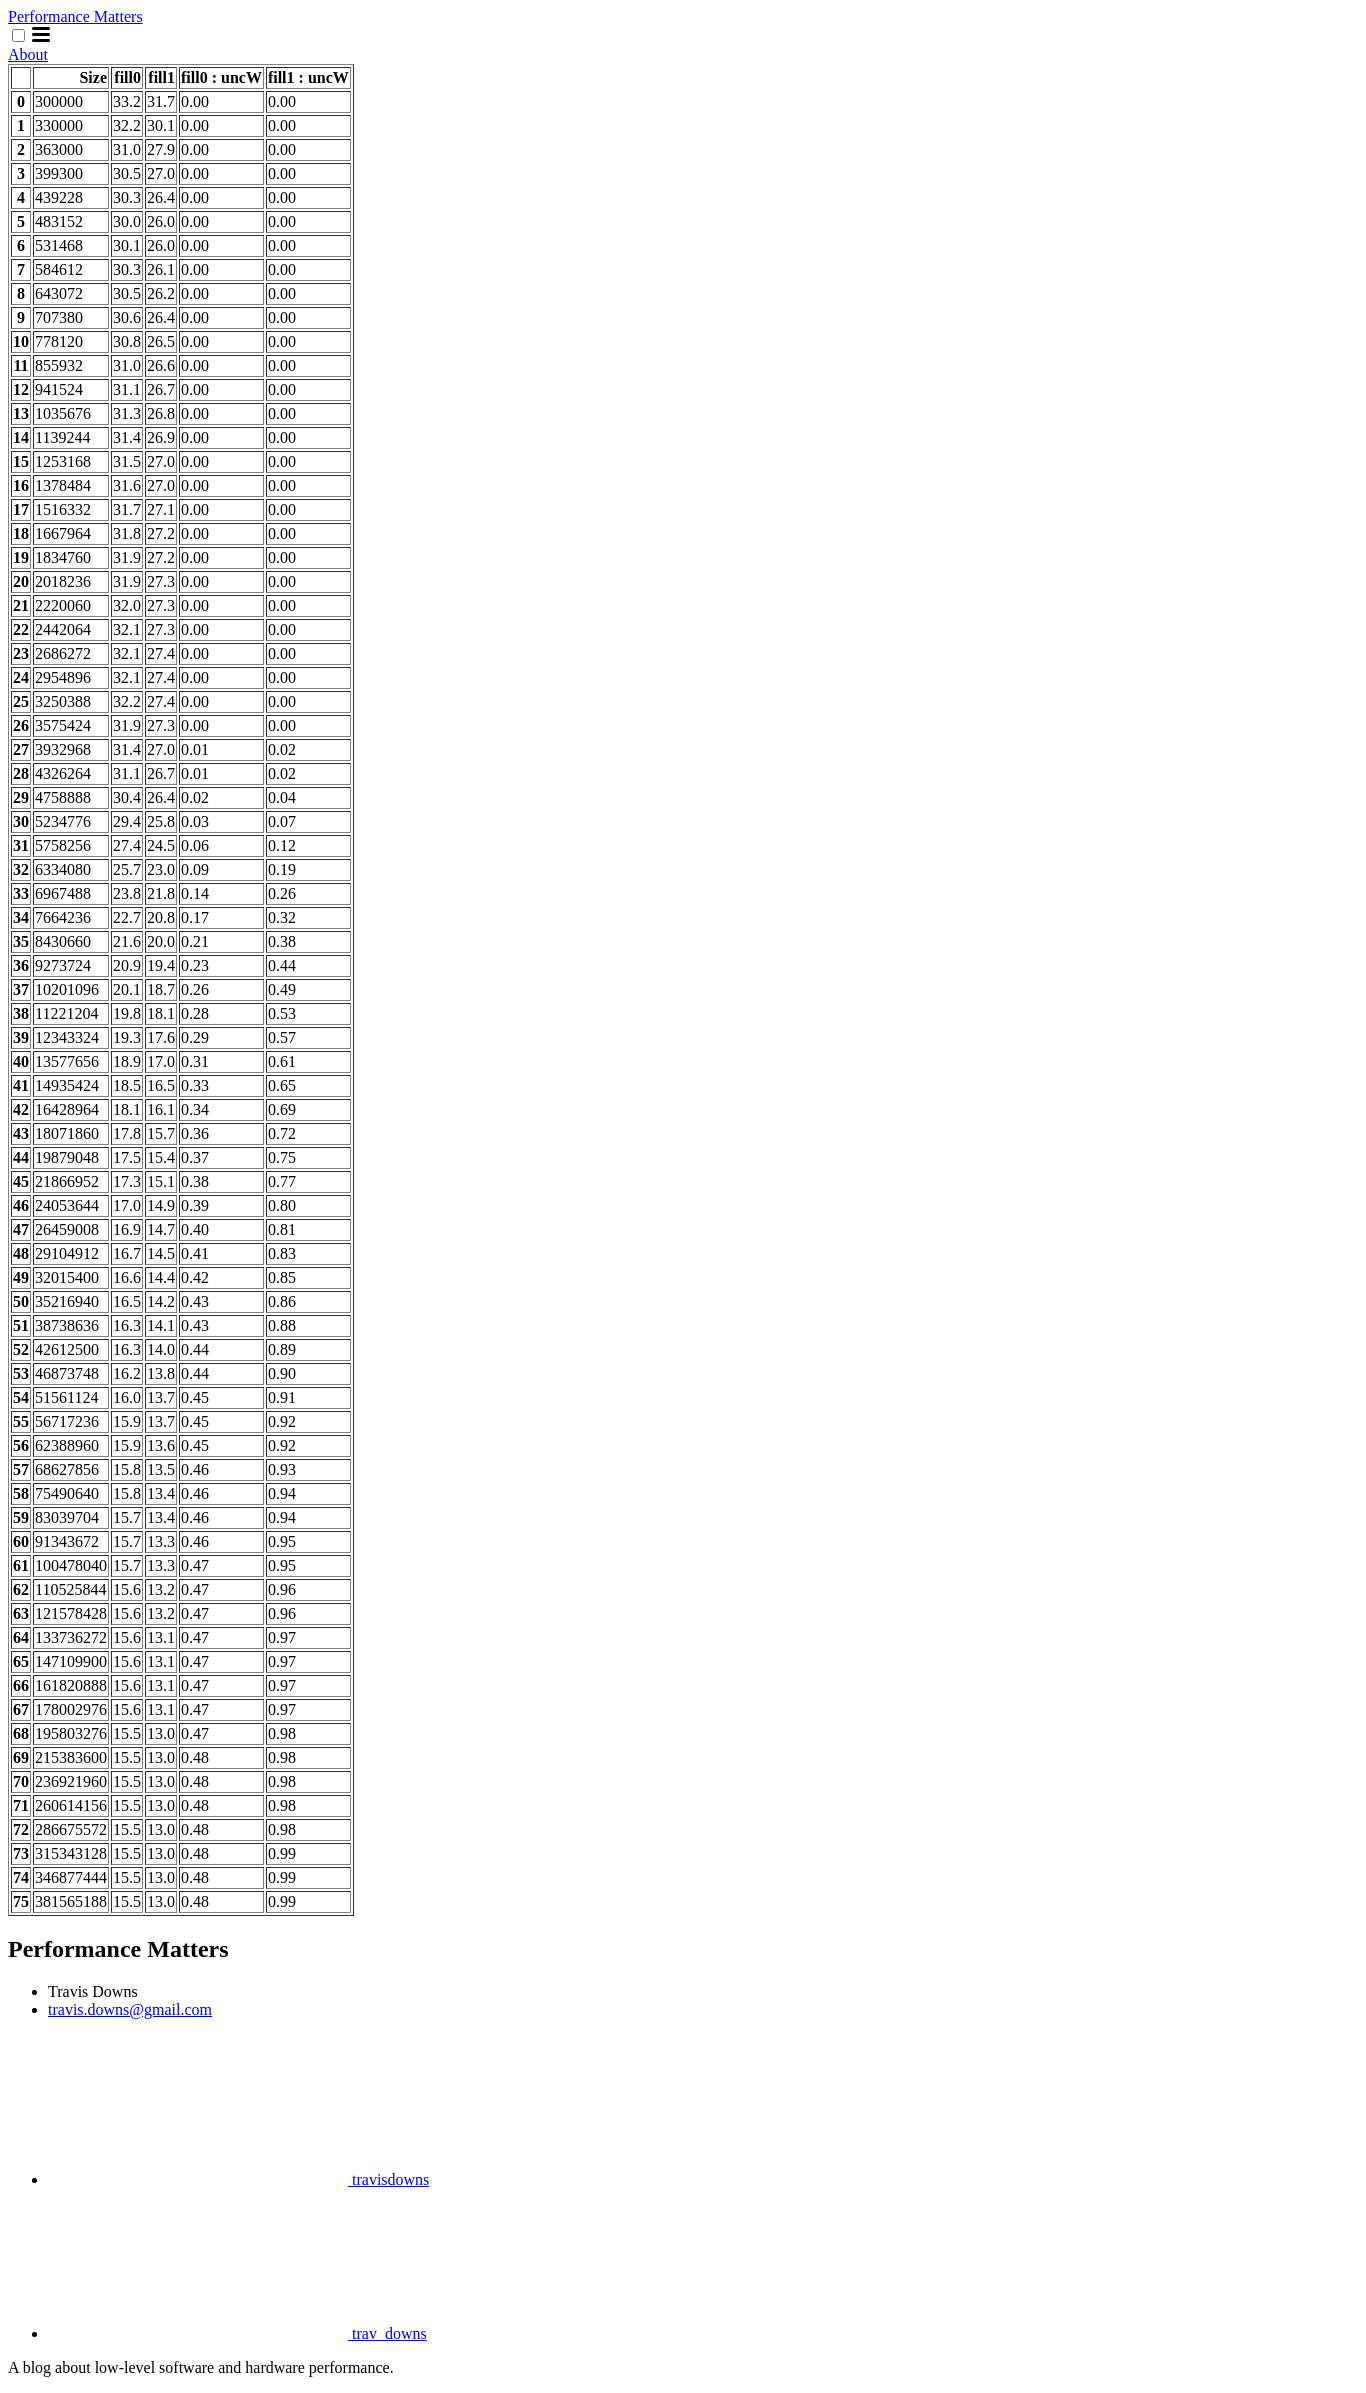 Performance Matters
About
Size fill0 fill1 fill0 : uncW fill1 : uncW
0 300000 33.2 31.7 0.00 0.00
1 330000 32.2 30.1 0.00 0.00
2 363000 31.0 27.9 0.00 0.00
3 399300 30.5 27.0 0.00 0.00
4 439228 30.3 26.4 0.00 0.00
5 483152 30.0 26.0 0.00 0.00
6 531468 30.1 26.0 0.00 0.00
7 584612 30.3 26.1 0.00 0.00
8 643072 30.5 26.2 0.00 0.00
9 707380 30.6 26.4 0.00 0.00
10 778120 30.8 26.5 0.00 0.00
11 855932 31.0 26.6 0.00 0.00
12 941524 31.1 26.7 0.00 0.00
13 1035676 31.3 26.8 0.00 0.00
14 1139244 31.4 26.9 0.00 0.00
15 1253168 31.5 27.0 0.00 0.00
16 1378484 31.6 27.0 0.00 0.00
17 1516332 31.7 27.1 0.00 0.00
18 1667964 31.8 27.2 0.00 0.00
19 1834760 31.9 27.2 0.00 0.00
20 2018236 31.9 27.3 0.00 0.00
21 2220060 32.0 27.3 0.00 0.00
22 2442064 32.1 27.3 0.00 0.00
23 2686272 32.1 27.4 0.00 0.00
24 2954896 32.1 27.4 0.00 0.00
25 3250388 32.2 27.4 0.00 0.00
26 3575424 31.9 27.3 0.00 0.00
27 3932968 31.4 27.0 0.01 0.02
28 4326264 31.1 26.7 0.01 0.02
29 4758888 30.4 26.4 0.02 0.04
30 5234776 29.4 25.8 0.03 0.07
31 5758256 27.4 24.5 0.06 0.12
32 6334080 25.7 23.0 0.09 0.19
33 6967488 23.8 21.8 0.14 0.26
34 7664236 22.7 20.8 0.17 0.32
35 8430660 21.6 20.0 0.21 0.38
36 9273724 20.9 19.4 0.23 0.44
37 10201096 20.1 18.7 0.26 0.49
38 11221204 19.8 18.1 0.28 0.53
39 12343324 19.3 17.6 0.29 0.57
40 13577656 18.9 17.0 0.31 0.61
41 14935424 18.5 16.5 0.33 0.65
42 16428964 18.1 16.1 0.34 0.69
43 18071860 17.8 15.7 0.36 0.72
44 19879048 17.5 15.4 0.37 0.75
45 21866952 17.3 15.1 0.38 0.77
46 24053644 17.0 14.9 0.39 0.80
47 26459008 16.9 14.7 0.40 0.81
48 29104912 16.7 14.5 0.41 0.83
49 32015400 16.6 14.4 0.42 0.85
50 35216940 16.5 14.2 0.43 0.86
51 38738636 16.3 14.1 0.43 0.88
52 42612500 16.3 14.0 0.44 0.89
53 46873748 16.2 13.8 0.44 0.90
54 51561124 16.0 13.7 0.45 0.91
55 56717236 15.9 13.7 0.45 0.92
56 62388960 15.9 13.6 0.45 0.92
57 68627856 15.8 13.5 0.46 0.93
58 75490640 15.8 13.4 0.46 0.94
59 83039704 15.7 13.4 0.46 0.94
60 91343672 15.7 13.3 0.46 0.95
61 100478040 15.7 13.3 0.47 0.95
62 110525844 15.6 13.2 0.47 0.96
63 121578428 15.6 13.2 0.47 0.96
64 133736272 15.6 13.1 0.47 0.97
65 147109900 15.6 13.1 0.47 0.97
66 161820888 15.6 13.1 0.47 0.97
67 178002976 15.6 13.1 0.47 0.97
68 195803276 15.5 13.0 0.47 0.98
69 215383600 15.5 13.0 0.48 0.98
70 236921960 15.5 13.0 0.48 0.98
71 260614156 15.5 13.0 0.48 0.98
72 286675572 15.5 13.0 0.48 0.98
73 315343128 15.5 13.0 0.48 0.99
74 346877444 15.5 13.0 0.48 0.99
75 381565188 15.5 13.0 0.48 0.99
Performance Matters
Travis Downs
travis.downs@gmail.com
travisdowns
trav_downs
A blog about low-level software and hardware performance.